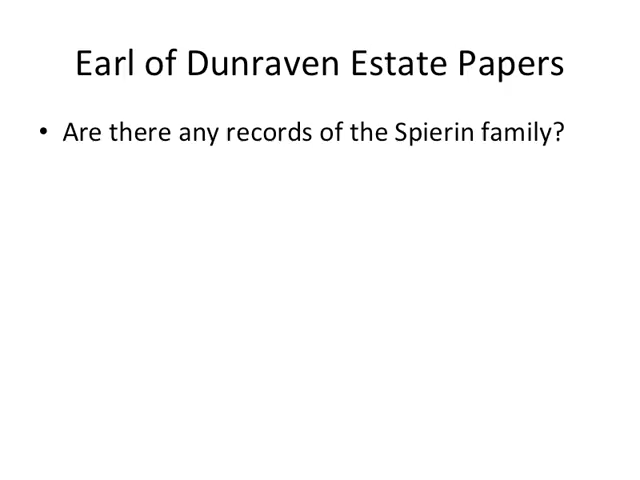 Earl of Dunraven Estate Papers
• Are there any records of the Spierin family?